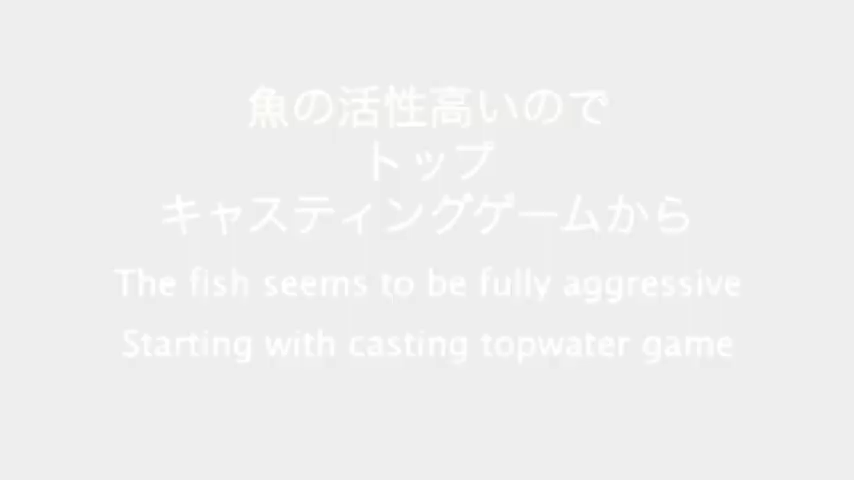 魚の活性高いので
トップ
キャスティングゲームから
The fish seems to be fully aggressive
Starting with casting topwater game